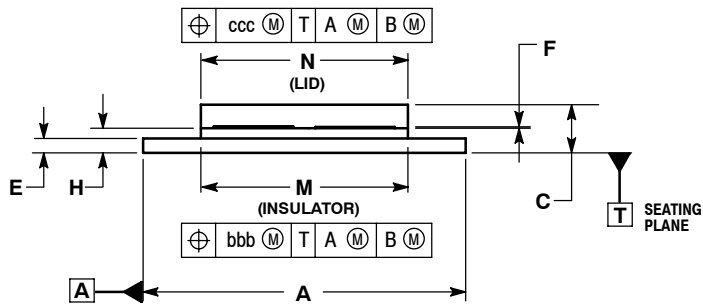 ⌖ ccc Ⓜ T A Ⓜ B Ⓜ
N
(LID)
F
E
H
M
(INSULATOR)
C
T SEATING
PLANE
⌖ bbb Ⓜ T A Ⓜ B Ⓜ
A
A